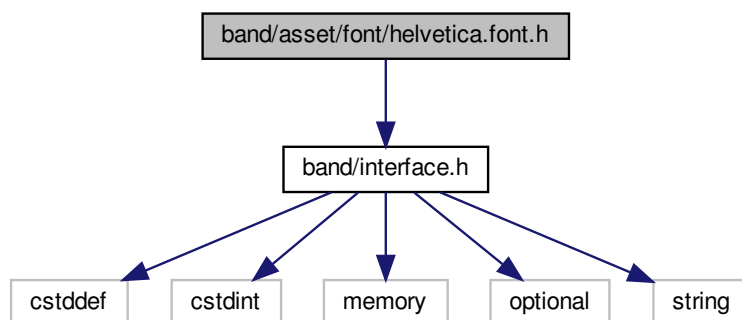 band/asset/font/helvetica.font.h
band/interface.h
cstddef cstdint memory optional string